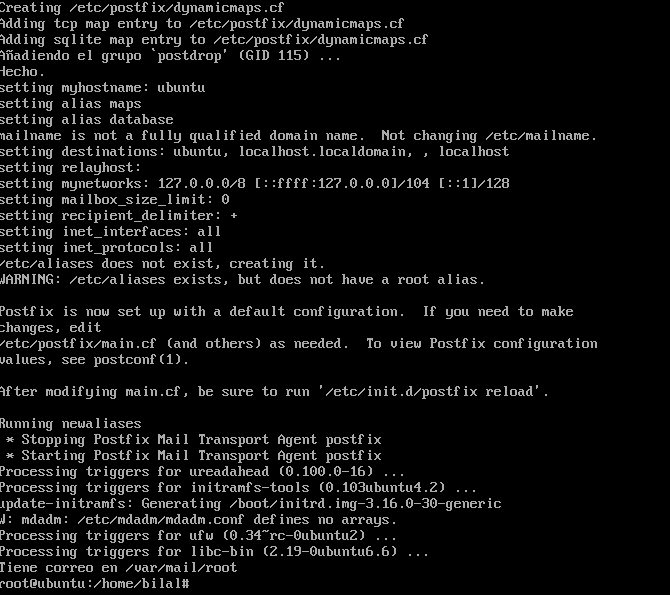 Creating /etc/postfix/dynamicmaps.cf
Adding tcp map entry to /etc/postfix/dynamicmaps.cf
Adding sqlite map entry to /etc/postfix/dynamicmaps.cf
Añadiendo el grupo `postdrop' (GID 115) ...
Hecho.
setting myhostname: ubuntu
setting alias maps
setting alias database
mailname is not a fully qualified domain name.  Not changing /etc/mailname.
setting destinations: ubuntu, localhost.localdomain, , localhost
setting relayhost:
setting mynetworks: 127.0.0.0/8 [::ffff:127.0.0.0]/104 [::1]/128
setting mailbox_size_limit: 0
setting recipient_delimiter: +
setting inet_interfaces: all
setting inet_protocols: all
/etc/aliases does not exist, creating it.
WARNING: /etc/aliases exists, but does not have a root alias.

Postfix is now set up with a default configuration.  If you need to make
changes, edit
/etc/postfix/main.cf (and others) as needed.  To view Postfix configuration
values, see postconf(1).

After modifying main.cf, be sure to run '/etc/init.d/postfix reload'.

Running newaliases
 * Stopping Postfix Mail Transport Agent postfix
 * Starting Postfix Mail Transport Agent postfix
Processing triggers for ureadahead (0.100.0-16) ...
Processing triggers for initramfs-tools (0.103ubuntu4.2) ...
update-initramfs: Generating /boot/initrd.img-3.16.0-30-generic
W: mdadm: /etc/mdadm/mdadm.conf defines no arrays.
Processing triggers for ufw (0.34~rc-0ubuntu2) ...
Processing triggers for libc-bin (2.19-0ubuntu6.6) ...
Tiene correo en /var/mail/root
root@ubuntu:/home/bilal#